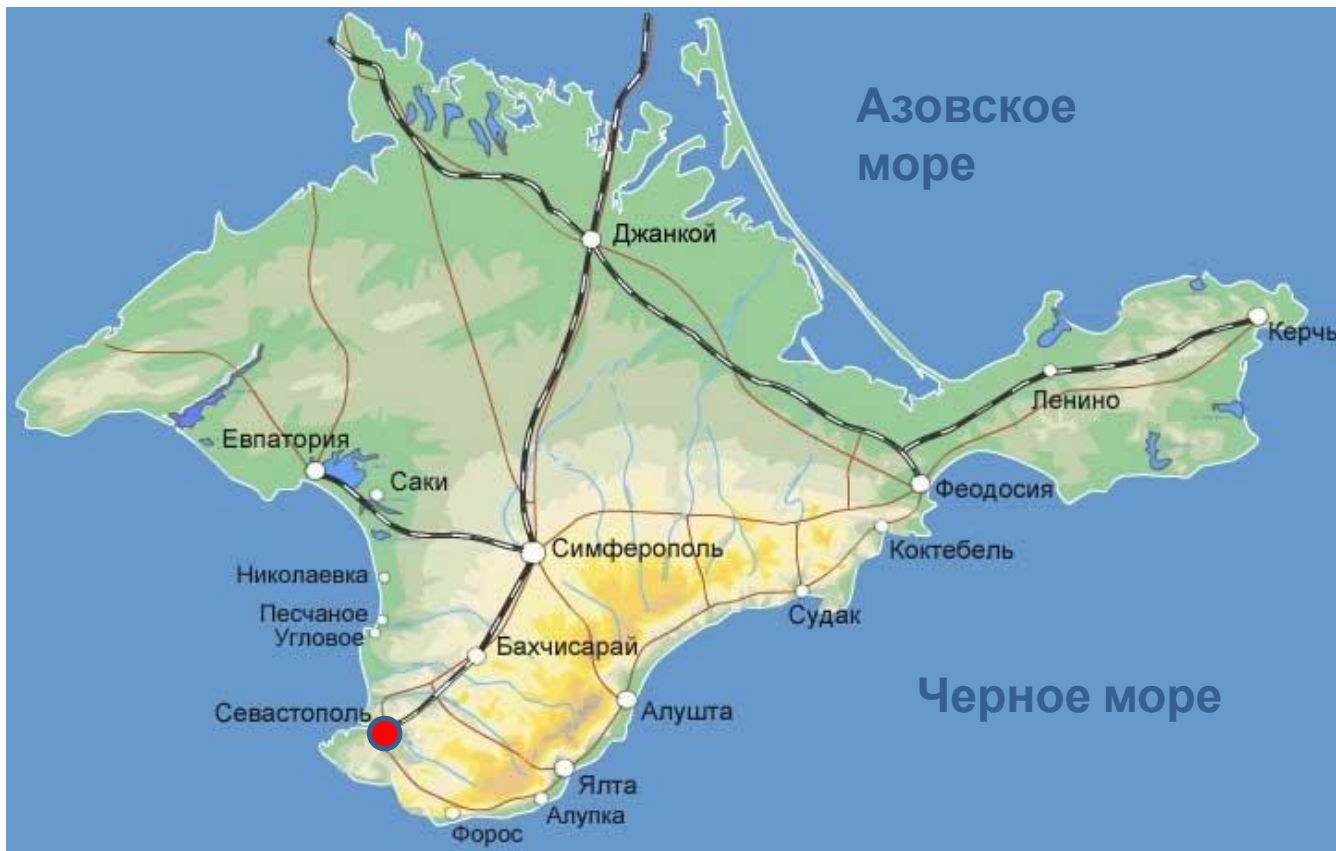 Азовское
море
Джанкой
Керчь
Ленино
Евпатория
Саки
Феодосия
Симферополь
Коктебель
Николаевка
Песчаное
Угловое
Судак
Бахчисарай
Черное море
Севастополь
Алушта
Ялта
Алупка
Форос